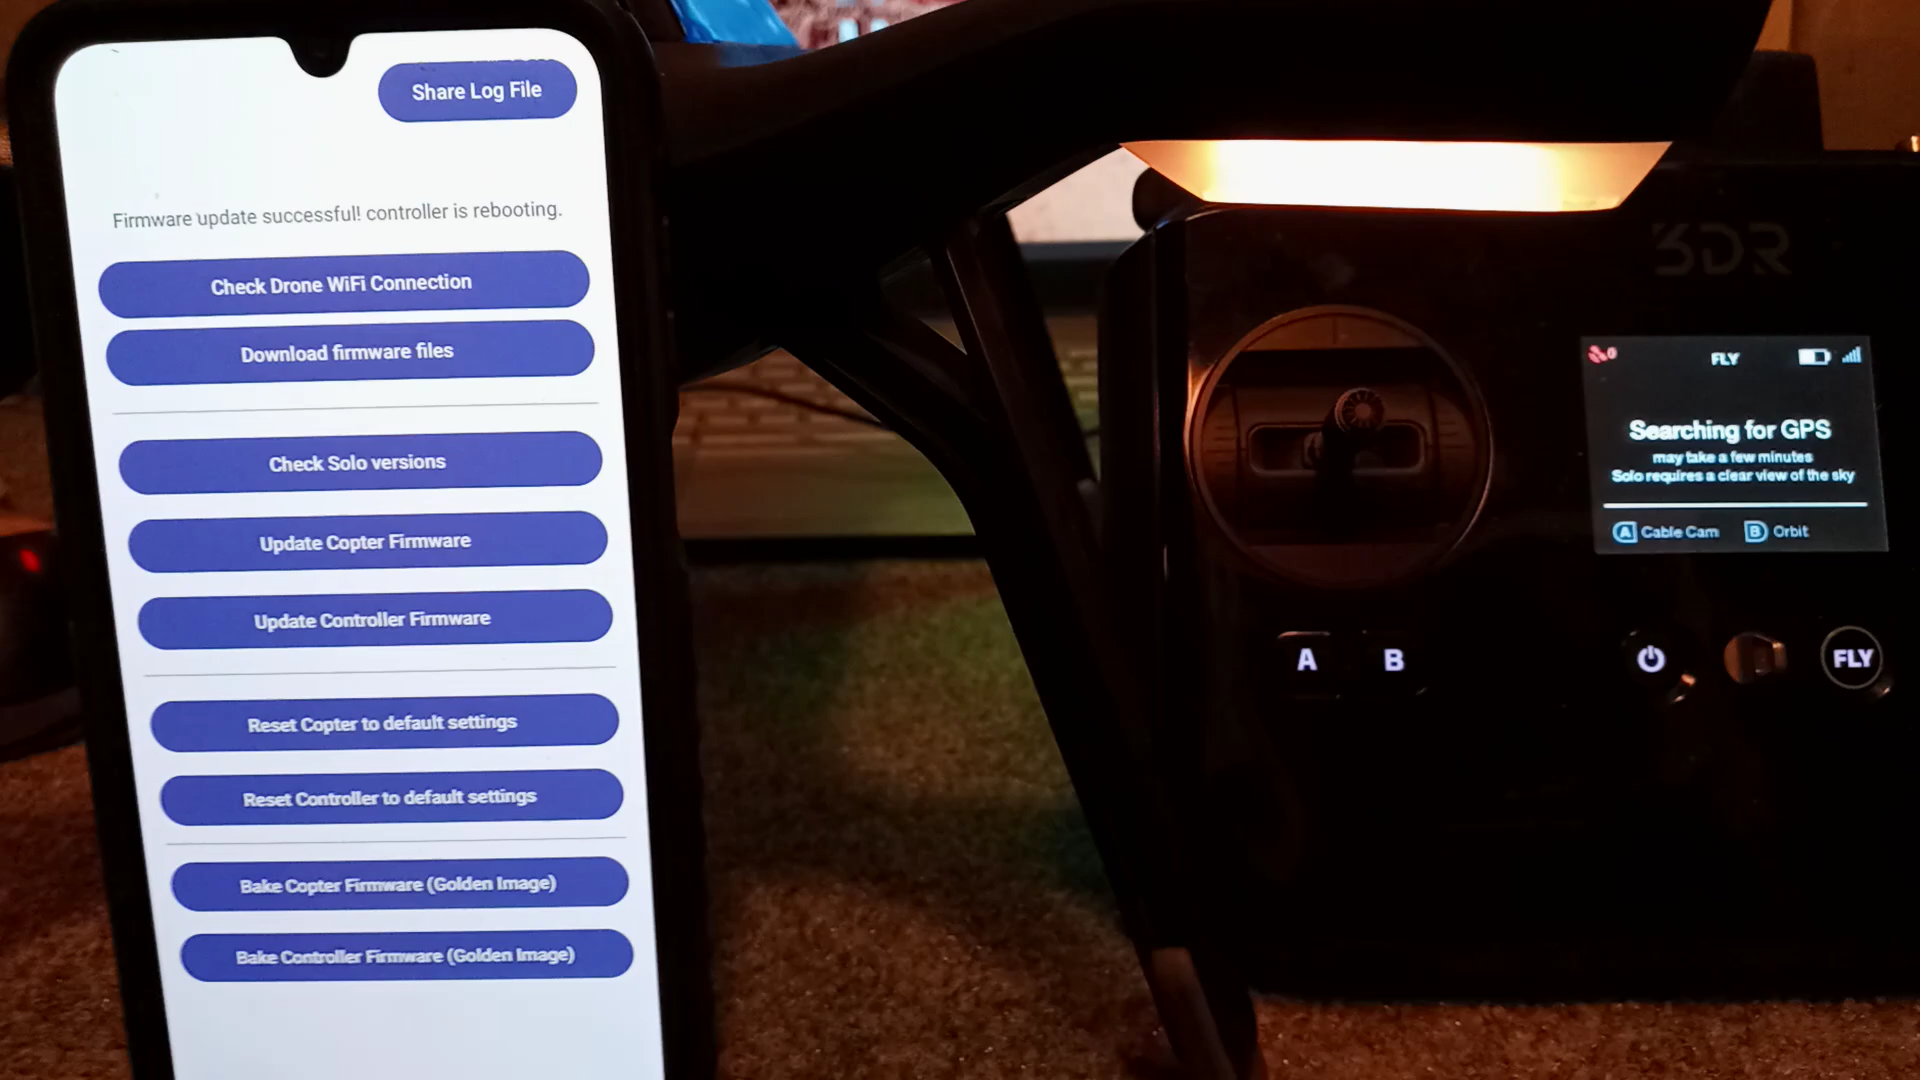 Share Log File
Firmware update successful! controller is rebooting.
Check Drone WiFi Connection
Download firmware files
Check Solo versions
Update Copter Firmware
Update Controller Firmware
Reset Copter to default settings
Reset Controller to default settings
Bake Copter Firmware (Golden Image)
Bake Controller Firmware (Golden Image)
3DR
0 FLY
Searching for GPS
may take a few minutes
Solo requires a clear view of the sky
A Cable Cam B Orbit
A B FLY